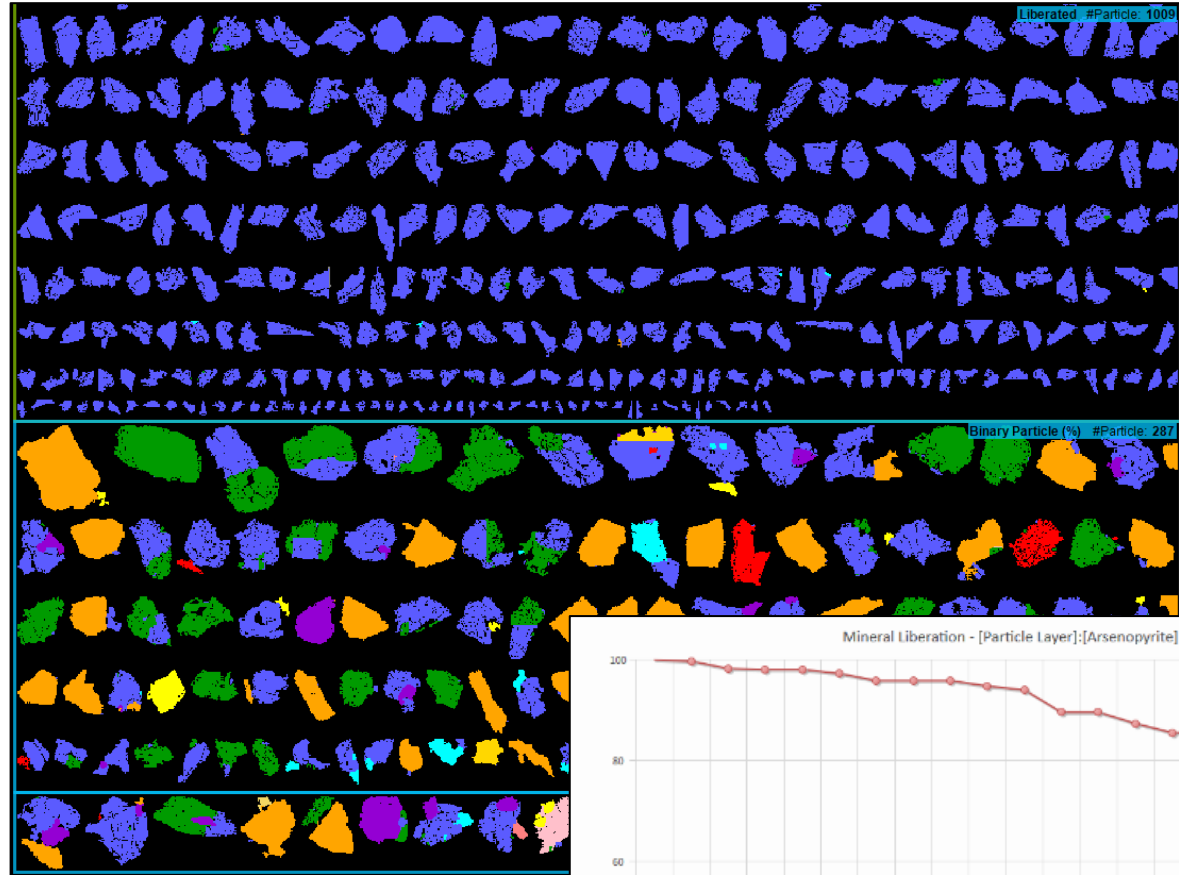 Liberated #Particle: 1009
Binary Particle (%) #Particle: 287
Mineral Liberation - [Particle Layer]:[Arsenopyrite]
100
80
60